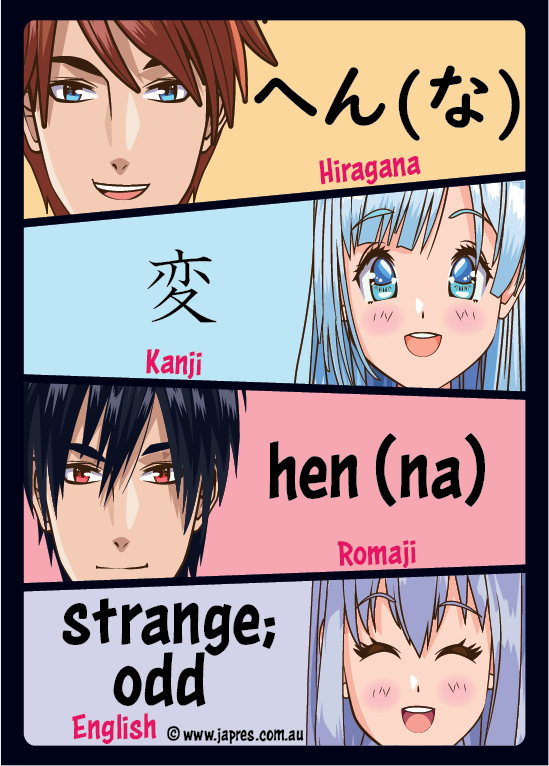 へん(な)
Hiragana
変
Kanji
hen (na)
Romaji
strange;
odd
English © www.japres.com.au